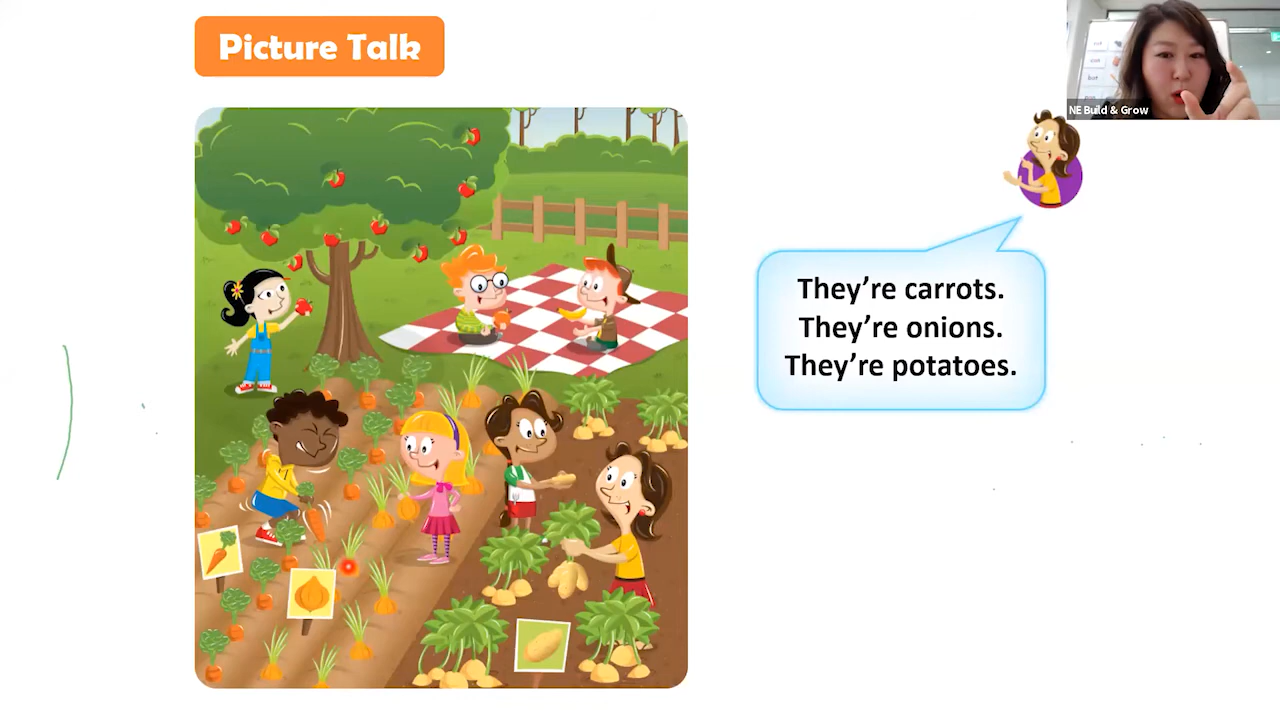 Picture Talk
NE Build & Grow
They're carrots.
They're onions.
They're potatoes.